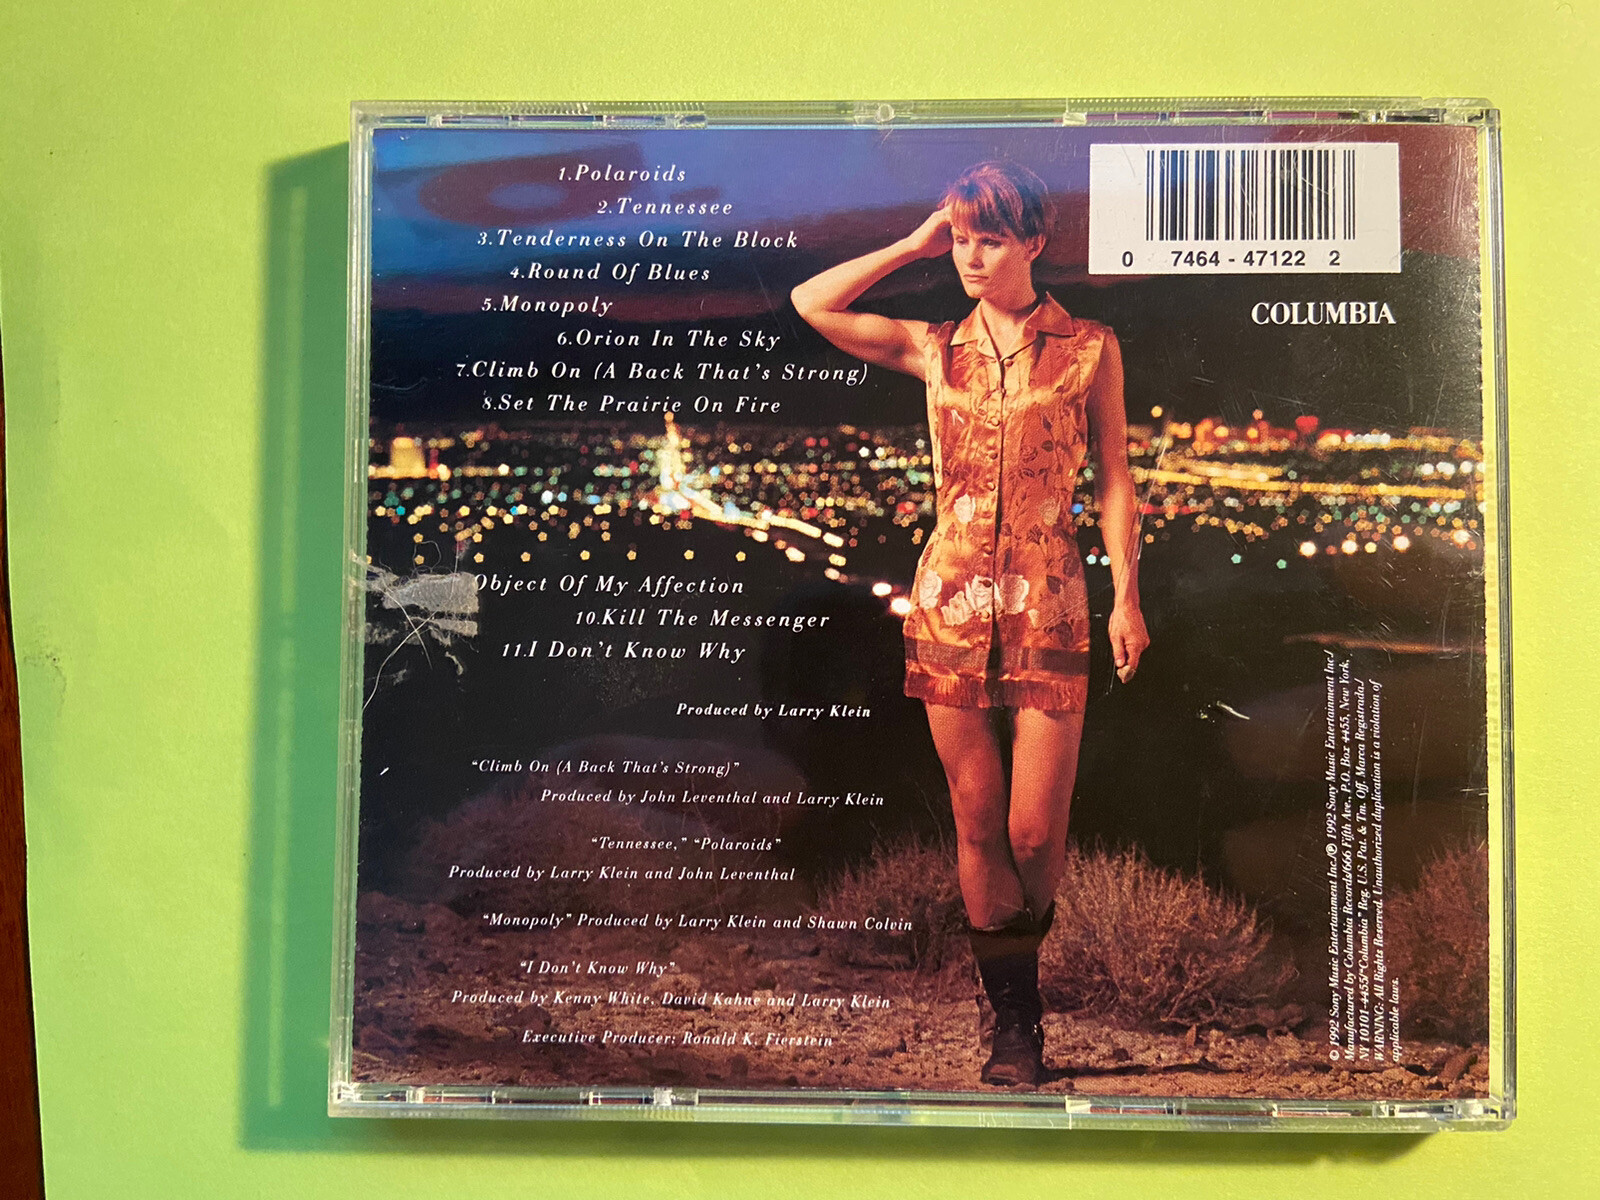 1.Polaroids
2.Tennessee
3.Tenderness On The Block
4.Round Of Blues
5.Monopoly
6.Orion In The Sky
7.Climb On (A Back That's Strong)
8.Set The Prairie On Fire
Object Of My Affection
10.Kill The Messenger
11.I Don't Know Why
Produced by Larry Klein
"Climb On (A Back That's Strong)"
Produced by John Leventhal and Larry Klein
"Tennessee," "Polaroids"
Produced by Larry Klein and John Leventhal
"Monopoly" Produced by Larry Klein and Shawn Colvin
"I Don't Know Why"
Produced by Kenny White, David Kahne and Larry Klein
Executive Producer: Ronald K. Fierstein
0 7464 - 47122 2
COLUMBIA
© 1992 Sony Music Entertainment Inc./℗ 1992 Sony Music Entertainment Inc./
Manufactured by Columbia Records/666 Fifth Ave., P.O. Box 4455, New York,
NY 10101-4455/"Columbia" Reg. U.S. Pat. & Tm. Off. Marca Registrada./
WARNING: All Rights Reserved. Unauthorized duplication is a violation of
applicable laws.